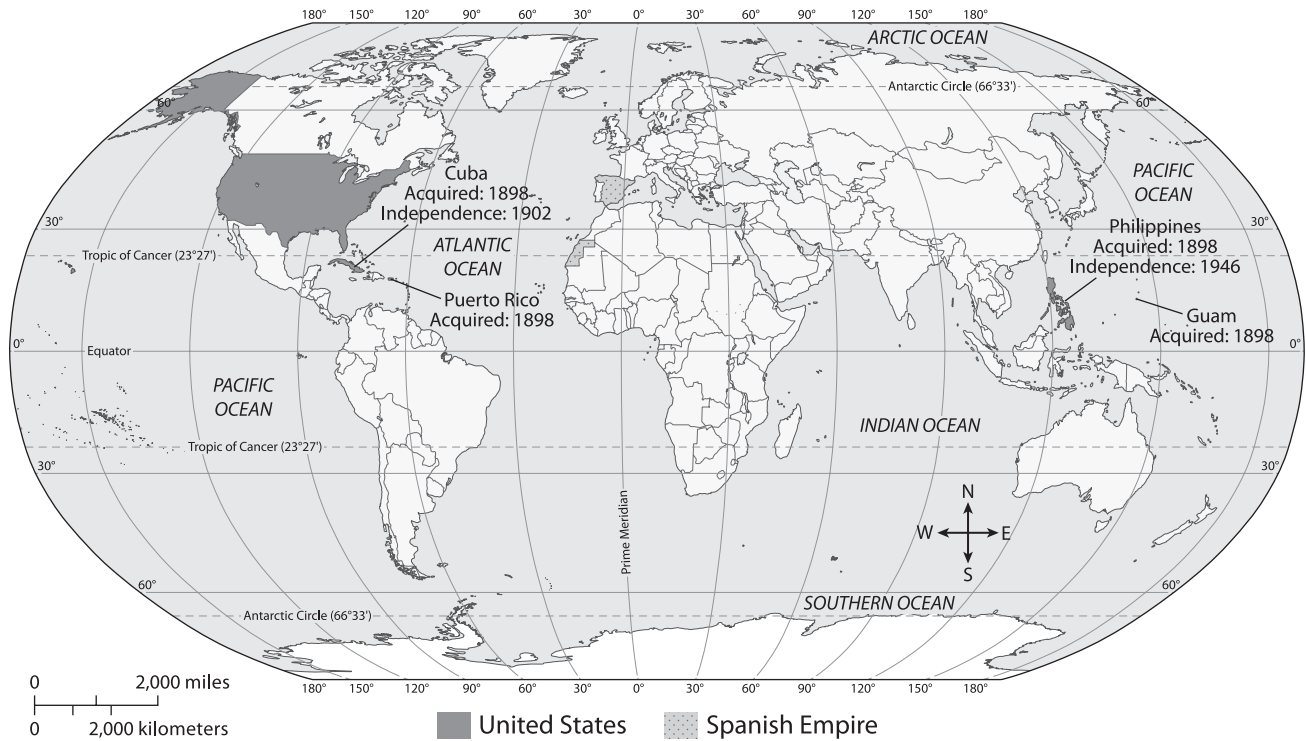 180° 150° 120° 90° 60° 30° 0° 30° 60° 90° 120° 150° 180°
ARCTIC OCEAN
Antarctic Circle (66°33')
60°
60°
Cuba
Acquired: 1898
Independence: 1902
PACIFIC
OCEAN
30°
30°
Philippines
Acquired: 1898
Independence: 1946
ATLANTIC
OCEAN
Tropic of Cancer (23°27')
Puerto Rico
Acquired: 1898
Guam
Acquired: 1898
0°
Equator
0°
PACIFIC
OCEAN
INDIAN OCEAN
Tropic of Cancer (23°27')
30°
30°
Prime Meridian
N
W
E
S
60°
60°
SOUTHERN OCEAN
Antarctic Circle (66°33')
180° 150° 120° 90° 60° 30° 0° 30° 60° 90° 120° 150° 180°
0 2,000 miles
0 2,000 kilometers
United States
Spanish Empire